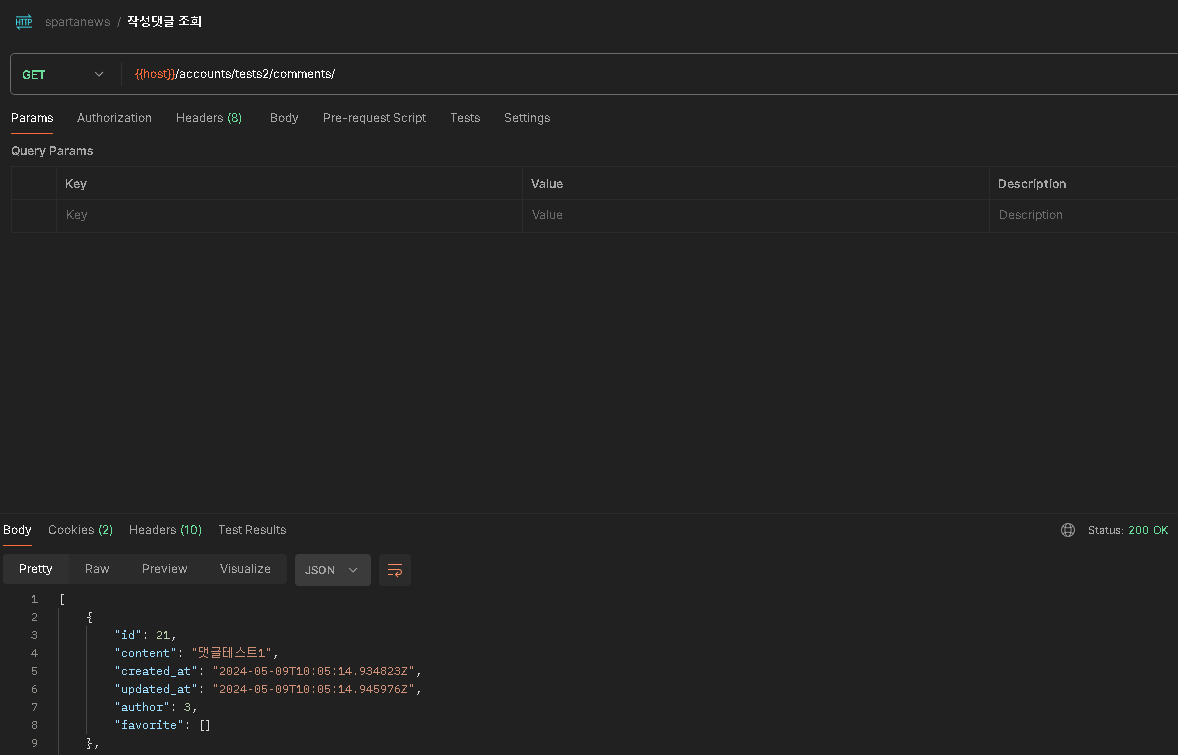 HTTP spartanews / 작성댓글 조회
GET {{host}}/accounts/tests2/comments/
Params Authorization Headers (8) Body Pre-request Script Tests Settings
Query Params
Key Value Description
Key Value Description
Body Cookies (2) Headers (10) Test Results Status: 200 OK
Pretty Raw Preview Visualize JSON
1 [
2 {
3 "id": 21,
4 "content": "댓글테스트1",
5 "created_at": "2024-05-09T10:05:14.934823Z",
6 "updated_at": "2024-05-09T10:05:14.945976Z",
7 "author": 3,
8 "favorite": []
9 },